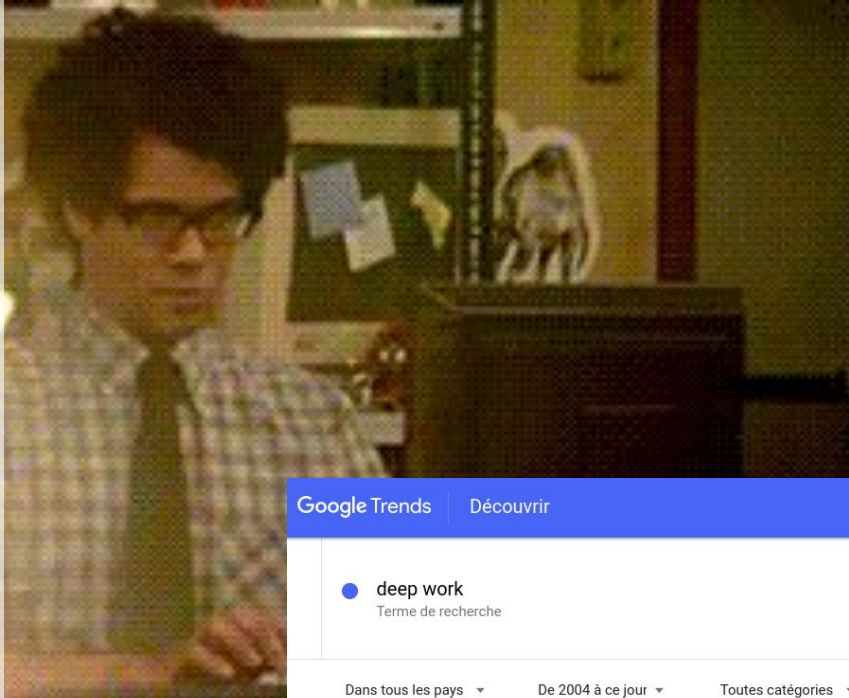 Google Trends Découvrir
deep work
Terme de recherche
Dans tous les pays De 2004 à ce jour Toutes catégories